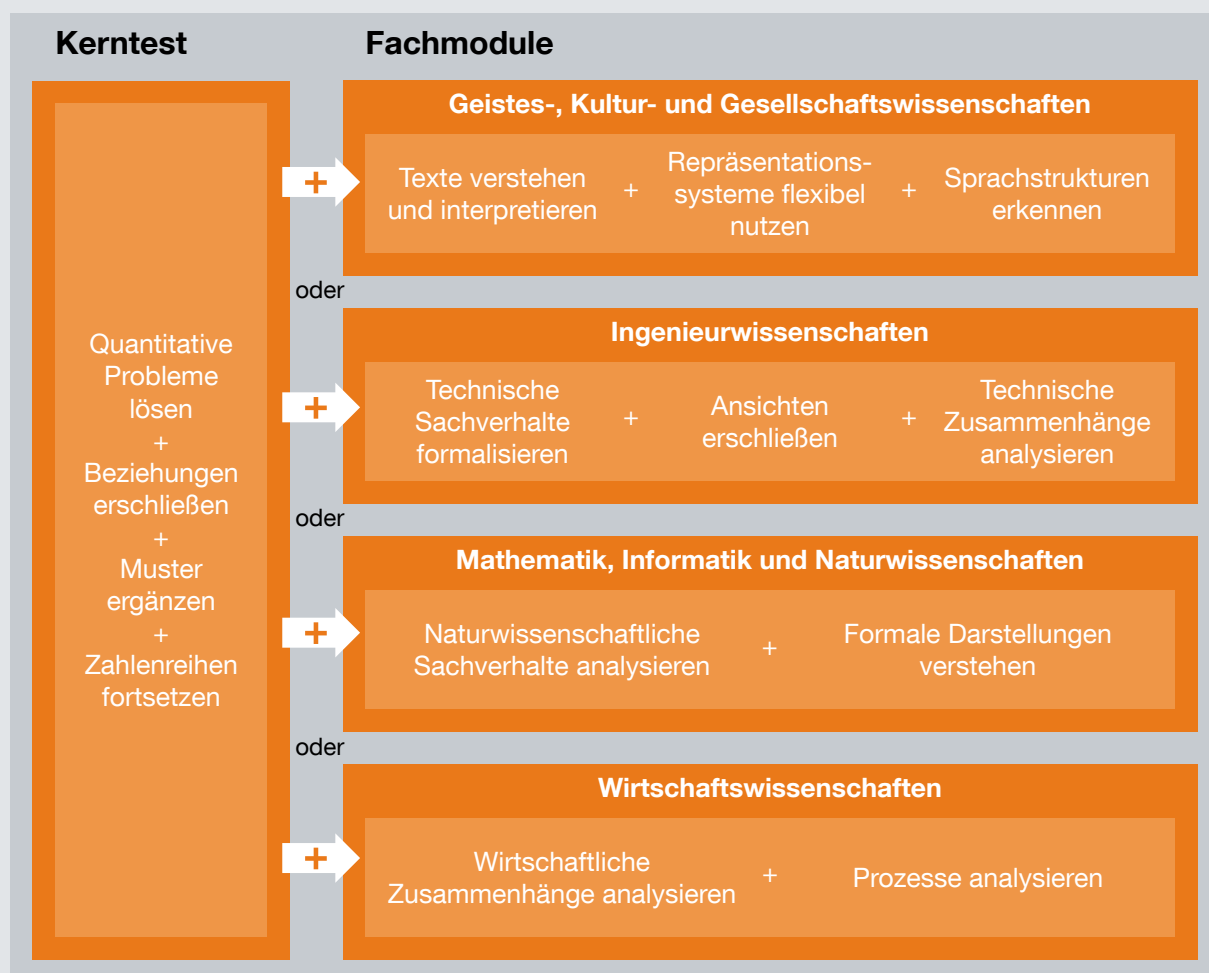 Kerntest
Quantitative
Probleme
lösen
+
Beziehungen
erschließen
+
Muster
ergänzen
+
Zahlenreihen
fortsetzen
Fachmodule
+
Geistes-, Kultur- und Gesellschaftswissenschaften
Texte verstehen
und interpretieren
+
Repräsentations-
systeme flexibel
nutzen
+
Sprachstrukturen
erkennen
oder
+
Ingenieurwissenschaften
Technische
Sachverhalte
formalisieren
+
Ansichten
erschließen
+
Technische
Zusammenhänge
analysieren
oder
+
Mathematik, Informatik und Naturwissenschaften
Naturwissenschaftliche
Sachverhalte analysieren
+
Formale Darstellungen
verstehen
oder
+
Wirtschaftswissenschaften
Wirtschaftliche
Zusammenhänge analysieren
+
Prozesse analysieren